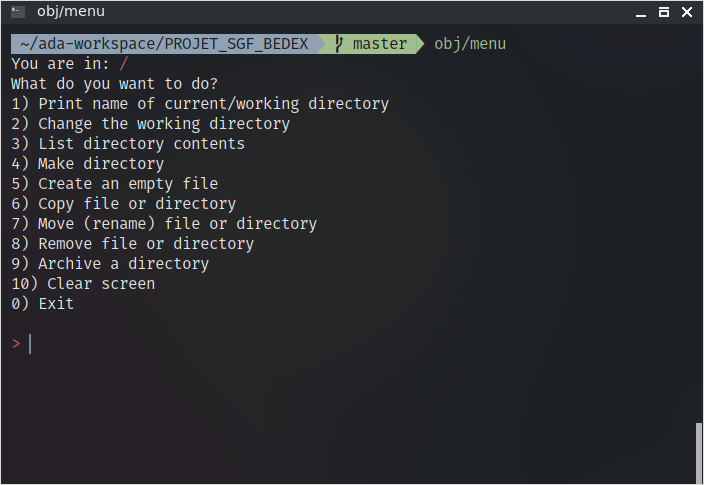 obj/menu
~/ada-workspace/PROJET_SGF_BEDEX master obj/menu
You are in: /
What do you want to do?
1) Print name of current/working directory
2) Change the working directory
3) List directory contents
4) Make directory
5) Create an empty file
6) Copy file or directory
7) Move (rename) file or directory
8) Remove file or directory
9) Archive a directory
10) Clear screen
0) Exit
>